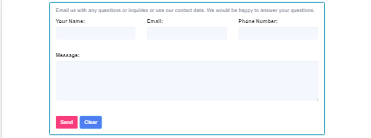 Email us with any questions or inquiries or use our contact data. We would be happy to answer your questions.
Your Name:
Email:
Phone Number:
Message:
Send
Clear